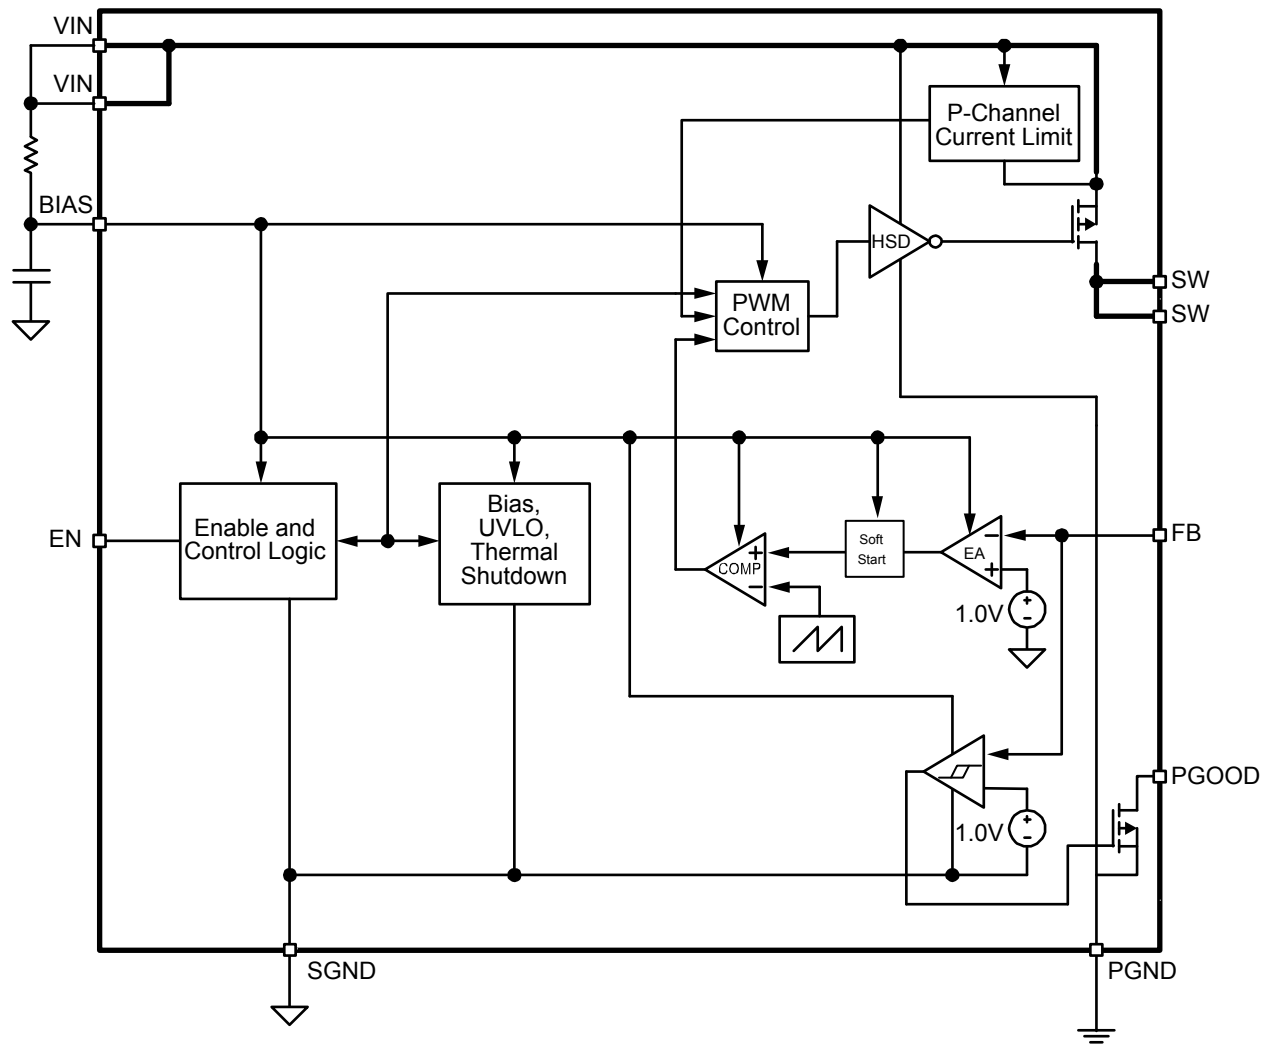 VIN
VIN
P-Channel
Current Limit
BIAS
HSD
SW
PWM
Control
SW
Enable and
Control Logic
Bias,
UVLO,
Thermal
Shutdown
EN
Soft
Start
EA
−
+
FB
COMP
+
−
1.0V
+
−
PGOOD
1.0V
+
−
SGND
PGND